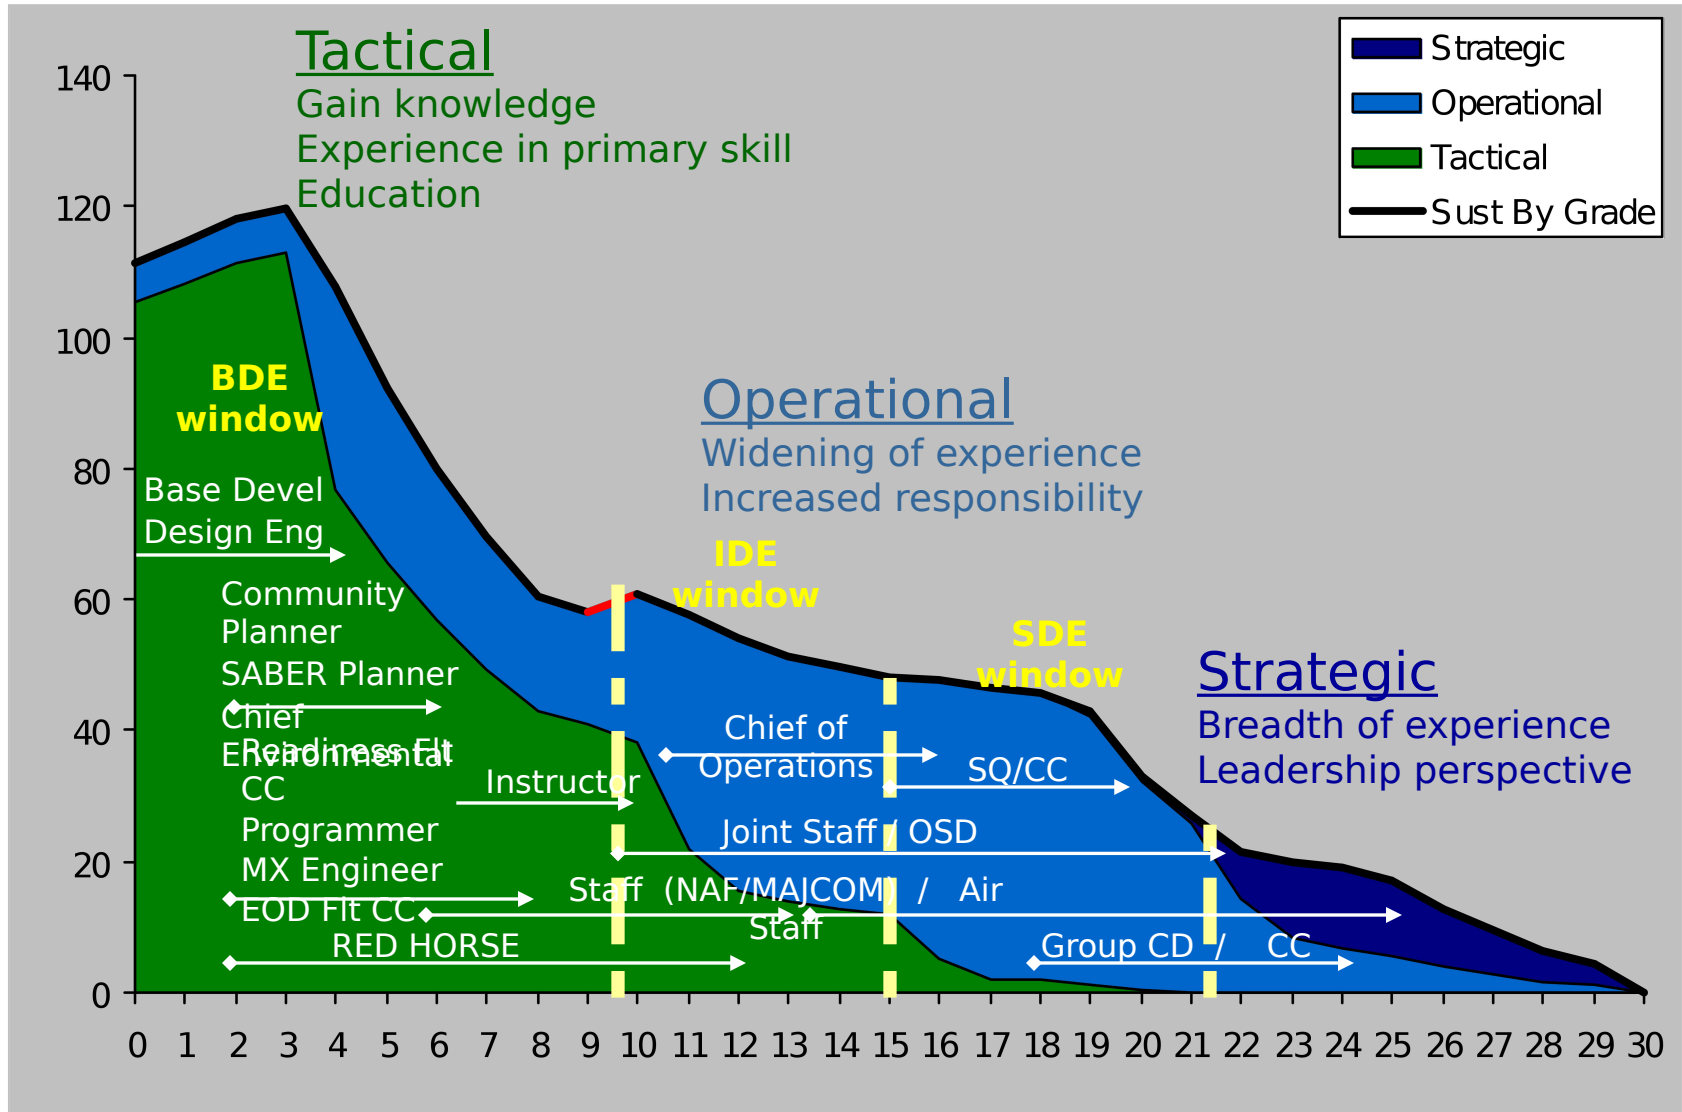 Tactical
Gain knowledge
Experience in primary skill
Education
Strategic
Operational
Tactical
Sust By Grade
140
120
100
80
60
40
20
0
BDE
window
Base Devel
Design Eng
Community
Planner
SABER Planner
Chief
Environmental
Readiness Flt
CC
Programmer
MX Engineer
EOD Flt CC
RED HORSE
Instructor
Operational
Widening of experience
Increased responsibility
IDE
window
SDE
window
Chief of
Operations
SQ/CC
Joint Staff / OSD
Staff (NAF/MAJCOM) / Air
Staff
Group CD / CC
Strategic
Breadth of experience
Leadership perspective
0 1 2 3 4 5 6 7 8 9 10 11 12 13 14 15 16 17 18 19 20 21 22 23 24 25 26 27 28 29 30